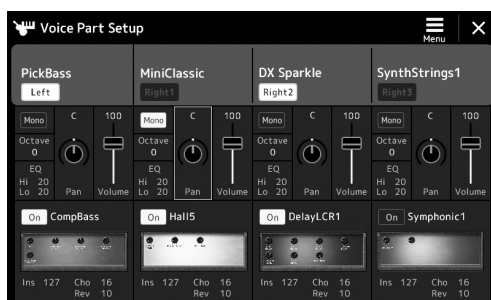 Voice Part Setup
Menu
PickBass MiniClassic DX Sparkle SynthStrings1
Left Right1 Right2 Right3
Mono C 100 Mono C 100 Mono C 100 Mono C 100
Octave Octave Octave Octave
0 0 0 0
EQ EQ EQ EQ
Hi 20 Hi 20 Hi 20 Hi 20
Lo 20 Pan Volume Lo 20 Pan Volume Lo 20 Pan Volume Lo 20 Pan Volume
On CompBass On Hall5 On DelayLCR1 On Symphonic1
Ins 127 Cho 16 Ins 127 Cho 16 Ins 127 Cho 16 Ins 127 Cho 16
Rev 10 Rev 10 Rev 10 Rev 10